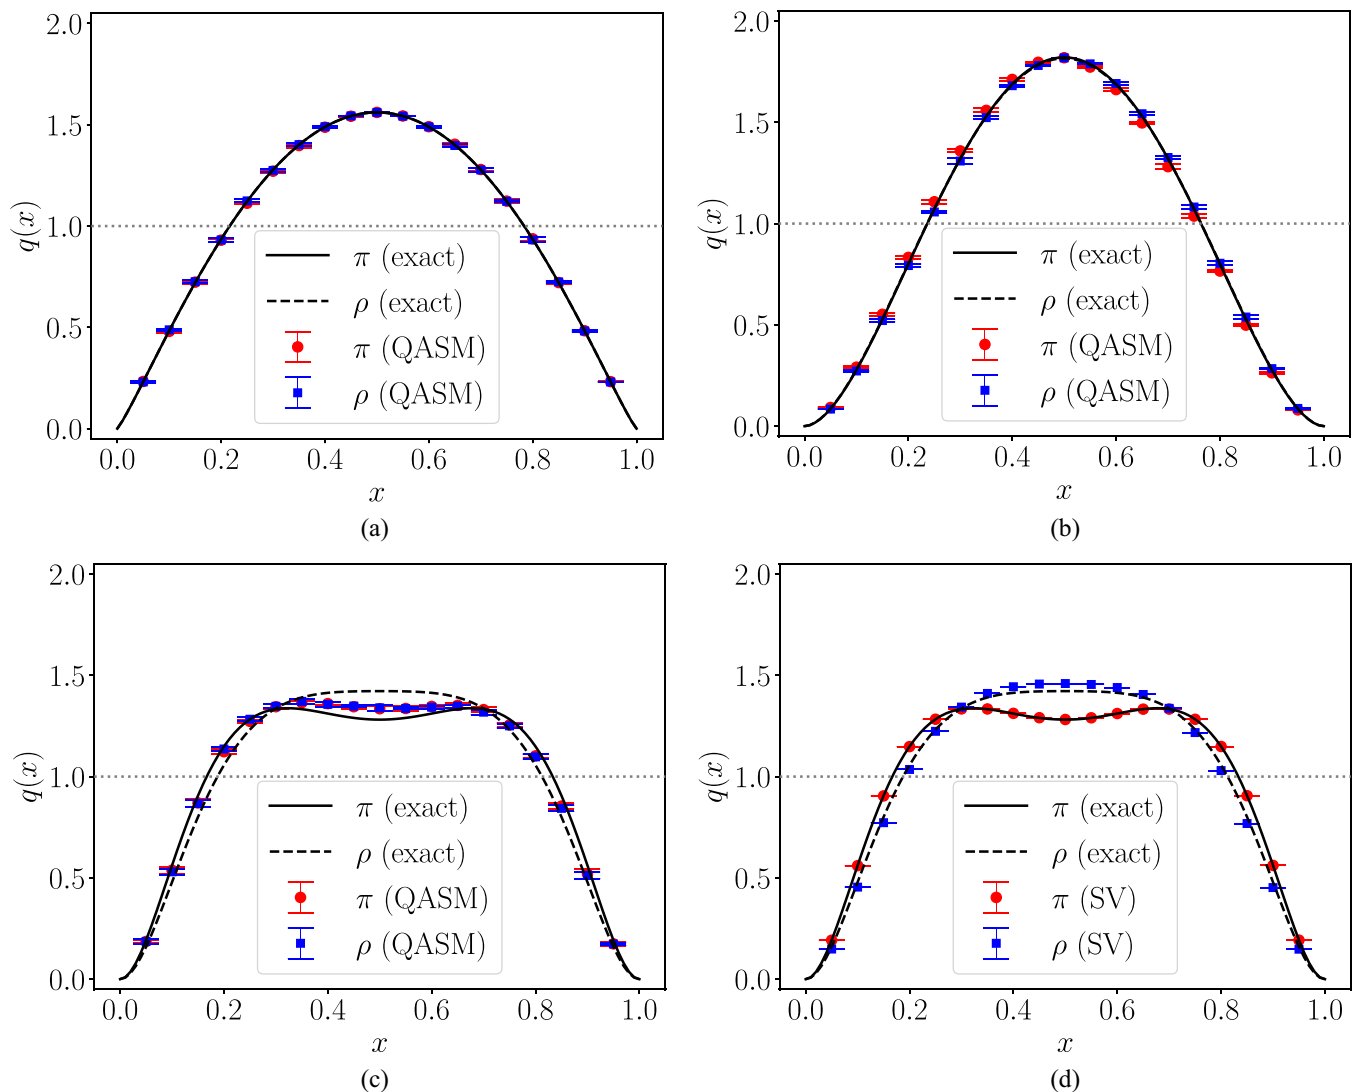 2.0
1.5
1.0
0.5
0.0
q(x)
π (exact)
ρ (exact)
π (QASM)
ρ (QASM)
0.0 0.2 0.4 0.6 0.8 1.0
x
(a)
2.0
1.5
1.0
0.5
0.0
q(x)
π (exact)
ρ (exact)
π (QASM)
ρ (QASM)
0.0 0.2 0.4 0.6 0.8 1.0
x
(b)
2.0
1.5
1.0
0.5
0.0
q(x)
π (exact)
ρ (exact)
π (QASM)
ρ (QASM)
0.0 0.2 0.4 0.6 0.8 1.0
x
(c)
2.0
1.5
1.0
0.5
0.0
q(x)
π (exact)
ρ (exact)
π (SV)
ρ (SV)
0.0 0.2 0.4 0.6 0.8 1.0
x
(d)